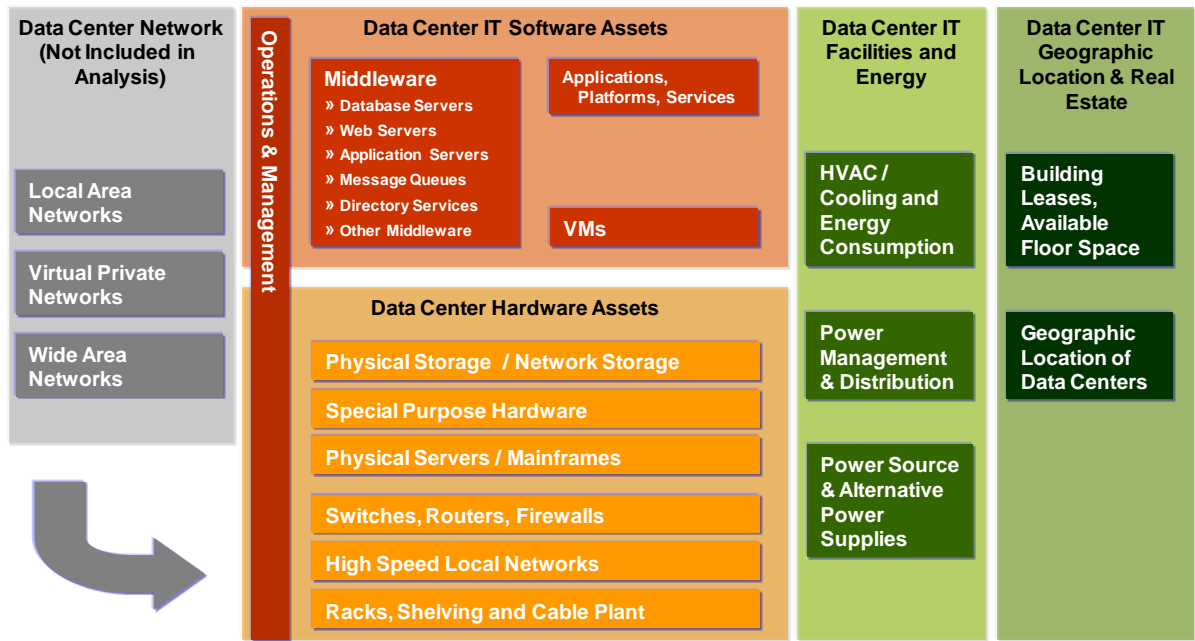 Data Center Network
(Not Included in
Analysis)
Local Area
Networks
Virtual Private
Networks
Wide Area
Networks
Operations & Management
Data Center IT Software Assets
Middleware
» Database Servers
» Web Servers
» Application Servers
» Message Queues
» Directory Services
» Other Middleware
Applications,
Platforms, Services
VMs
Data Center Hardware Assets
Physical Storage / Network Storage
Special Purpose Hardware
Physical Servers / Mainframes
Switches, Routers, Firewalls
High Speed Local Networks
Racks, Shelving and Cable Plant
Data Center IT
Facilities and
Energy
HVAC /
Cooling and
Energy
Consumption
Power
Management
& Distribution
Power Source
& Alternative
Power
Supplies
Data Center IT
Geographic
Location & Real
Estate
Building
Leases,
Available
Floor Space
Geographic
Location of
Data Centers